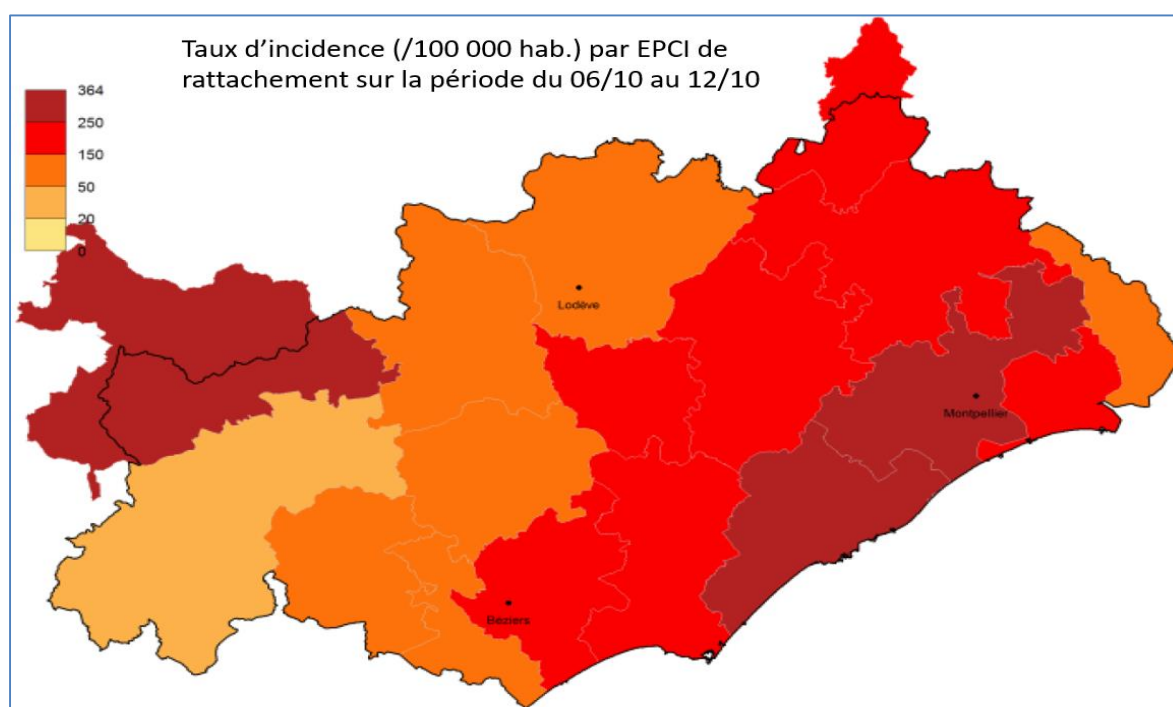 Taux d’incidence (/100 000 hab.) par EPCI de
rattachement sur la période du 06/10 au 12/10
364
250
150
50
20
0
Lodève
Montpellier
Beziers